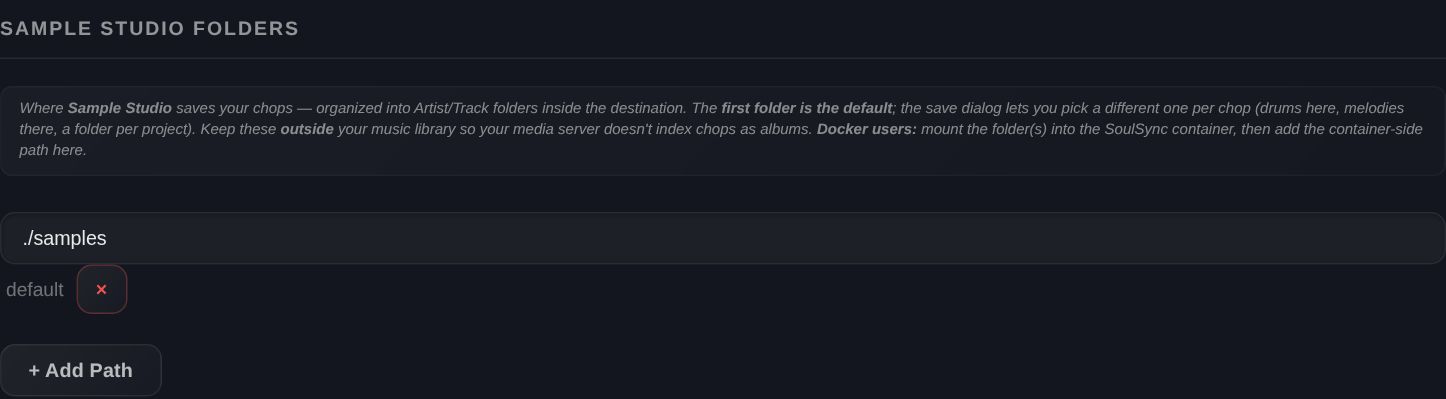 SAMPLE STUDIO FOLDERS
Where Sample Studio saves your chops — organized into Artist/Track folders inside the destination. The first folder is the default; the save dialog lets you pick a different one per chop (drums here, melodies
there, a folder per project). Keep these outside your music library so your media server doesn't index chops as albums. Docker users: mount the folder(s) into the SoulSync container, then add the container-side
path here.
./samples
default ×
+ Add Path